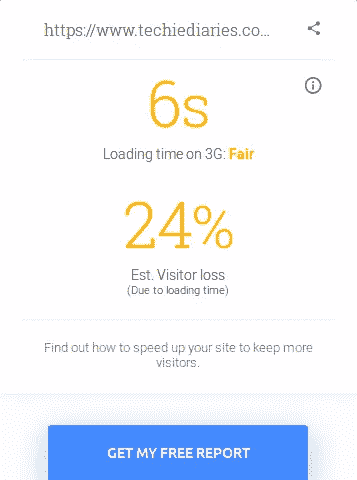 https://www.techiediaries.co...
6s
Loading time on 3G: Fair
24%
Est. Visitor loss
(Due to loading time)
Find out how to speed up your site to keep more
visitors.
GET MY FREE REPORT